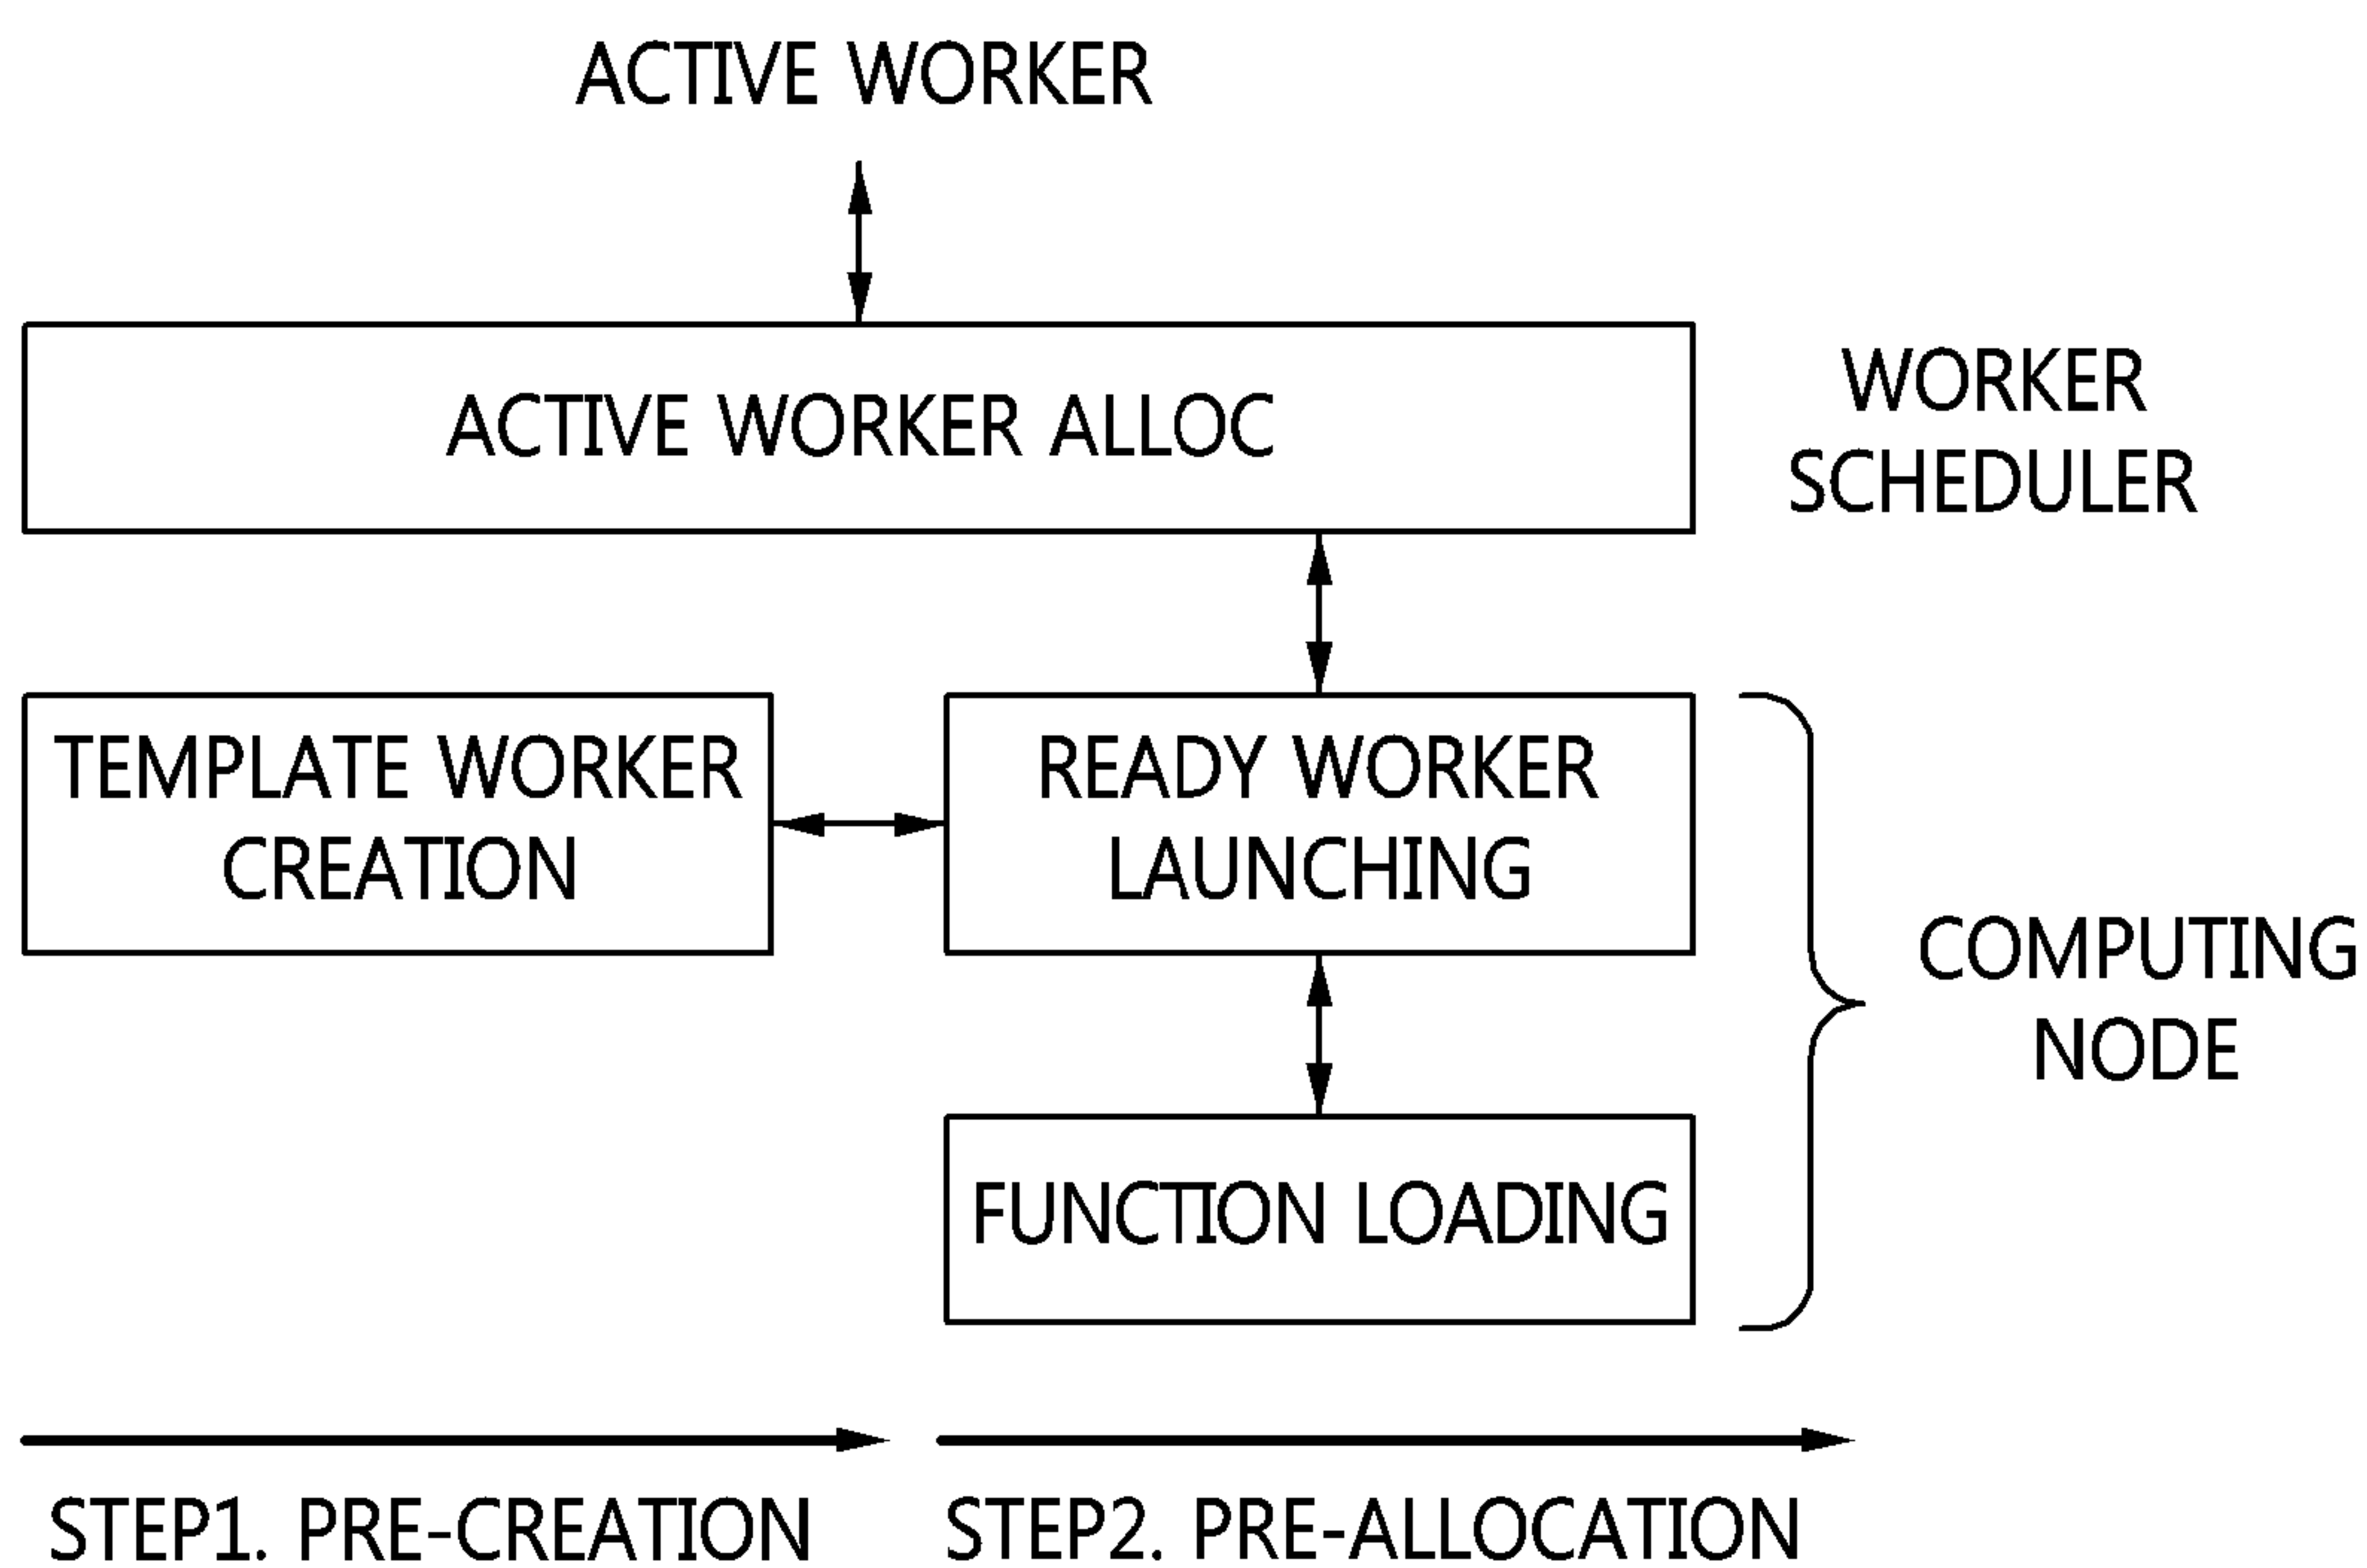 ACTIVE WORKER
ACTIVE WORKER ALLOC
WORKER
SCHEDULER
TEMPLATE WORKER
CREATION
READY WORKER
LAUNCHING
COMPUTING
NODE
FUNCTION LOADING
STEP1. PRE-CREATION
STEP2. PRE-ALLOCATION